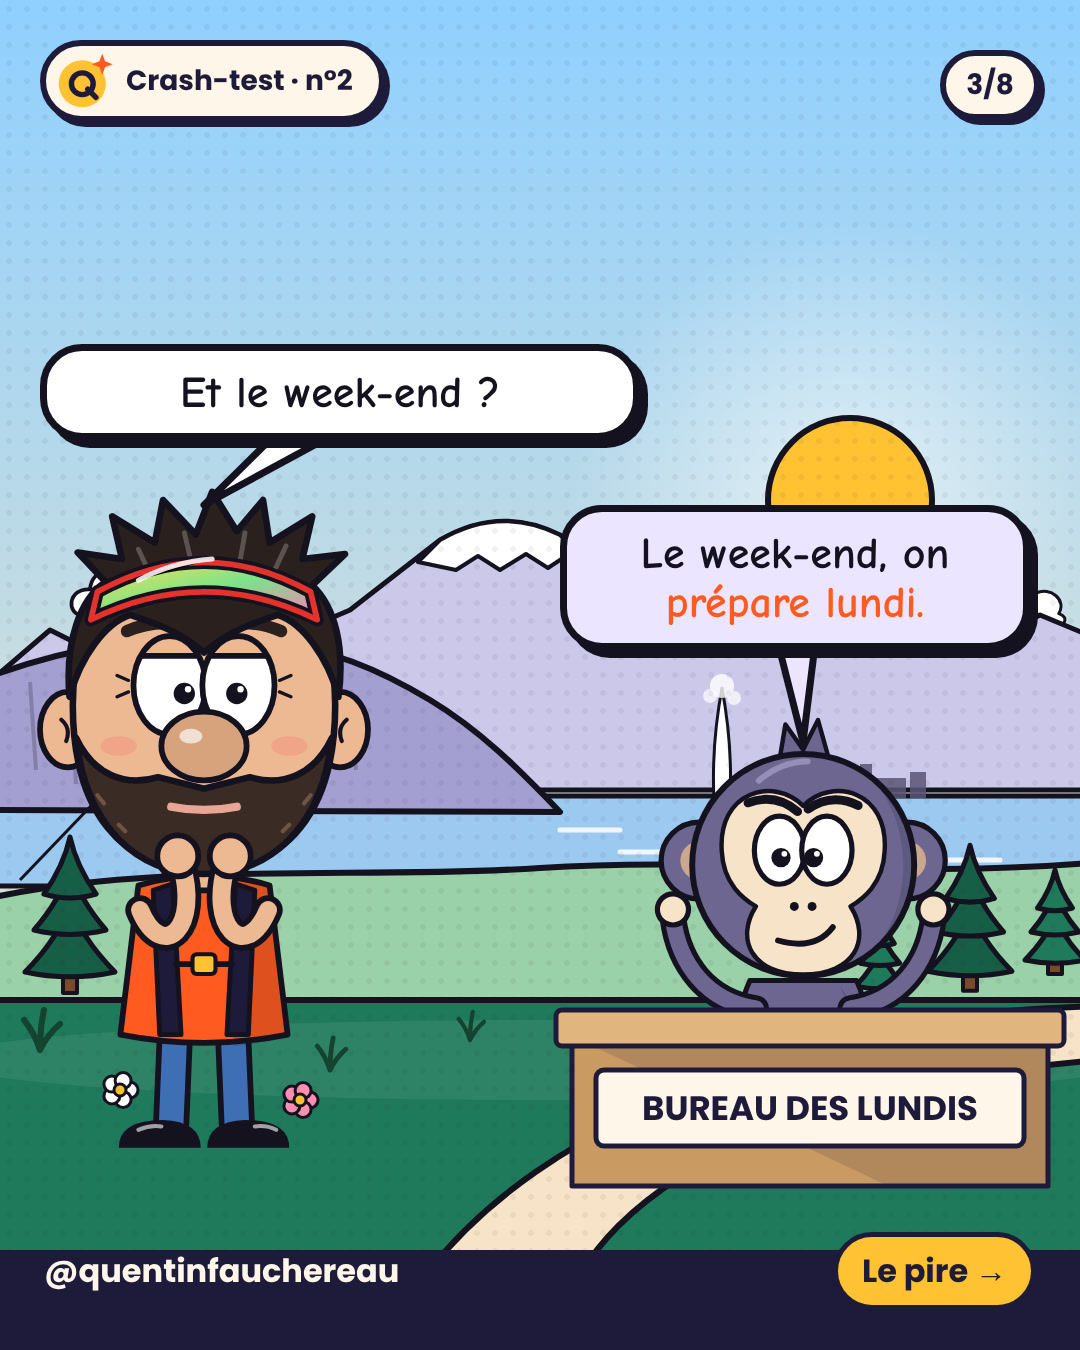 Q Crash-test · n°2
3/8
Et le week-end ?
Le week-end, on
prépare lundi.
BUREAU DES LUNDIS
@quentinfauchereau
Le pire →